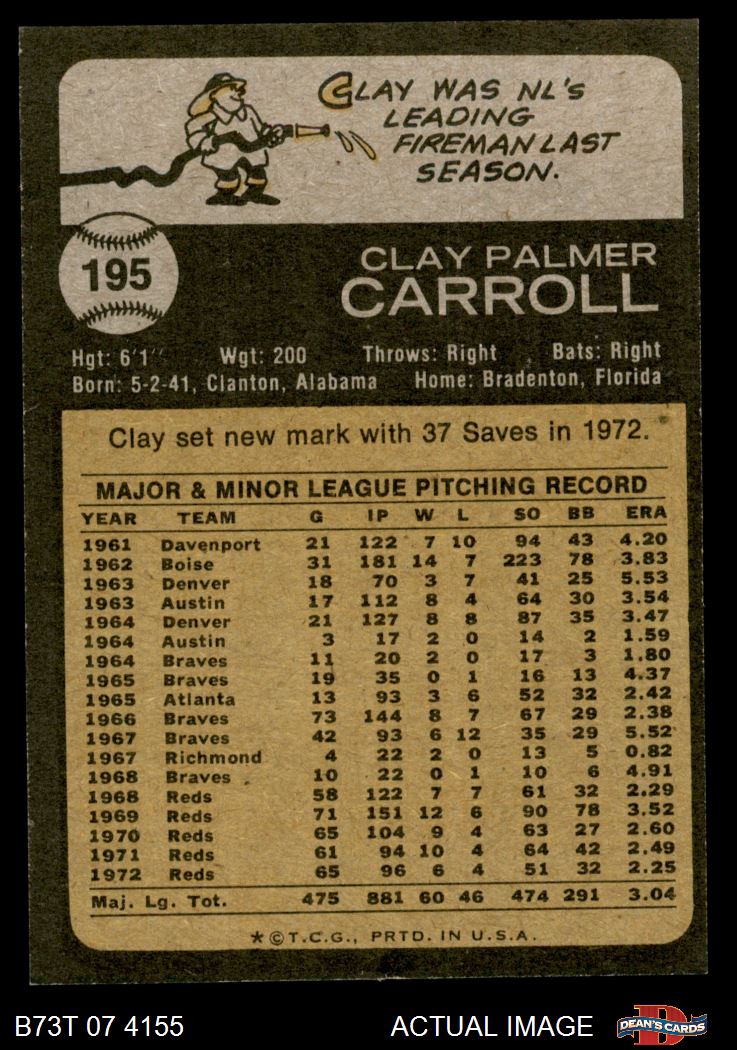 CLAY WAS NL'S
LEADING
FIREMAN LAST
SEASON.
195
CLAY PALMER
CARROLL
Hgt: 6'1" Wgt: 200 Throws: Right Bats: Right
Born: 5-2-41, Clanton, Alabama Home: Bradenton, Florida
Clay set new mark with 37 Saves in 1972.
MAJOR & MINOR LEAGUE PITCHING RECORD
YEAR TEAM G IP W L SO BB ERA
1961 Davenport 21 122 7 10 94 43 4.20
1962 Boise 31 181 14 7 223 78 3.83
1963 Denver 18 70 3 7 41 25 5.53
1963 Austin 17 112 8 4 64 30 3.54
1964 Denver 21 127 8 8 87 35 3.47
1964 Austin 3 17 2 0 14 2 1.59
1964 Braves 11 20 2 0 17 3 1.80
1965 Braves 19 35 0 1 16 13 4.37
1965 Atlanta 13 93 3 6 52 32 2.42
1966 Braves 73 144 8 7 67 29 2.38
1967 Braves 42 93 6 12 35 29 5.52
1967 Richmond 4 22 2 0 13 5 0.82
1968 Braves 10 22 0 1 10 6 4.91
1968 Reds 58 122 7 7 61 32 2.29
1969 Reds 71 151 12 6 90 78 3.52
1970 Reds 65 104 9 4 63 27 2.60
1971 Reds 61 94 10 4 64 42 2.49
1972 Reds 65 96 6 4 51 32 2.25
Maj. Lg. Tot. 475 881 60 46 474 291 3.04
*©T.C.G., PRTD. IN U.S.A.
B73T 07 4155 ACTUAL IMAGE D DEAN'S CARDS